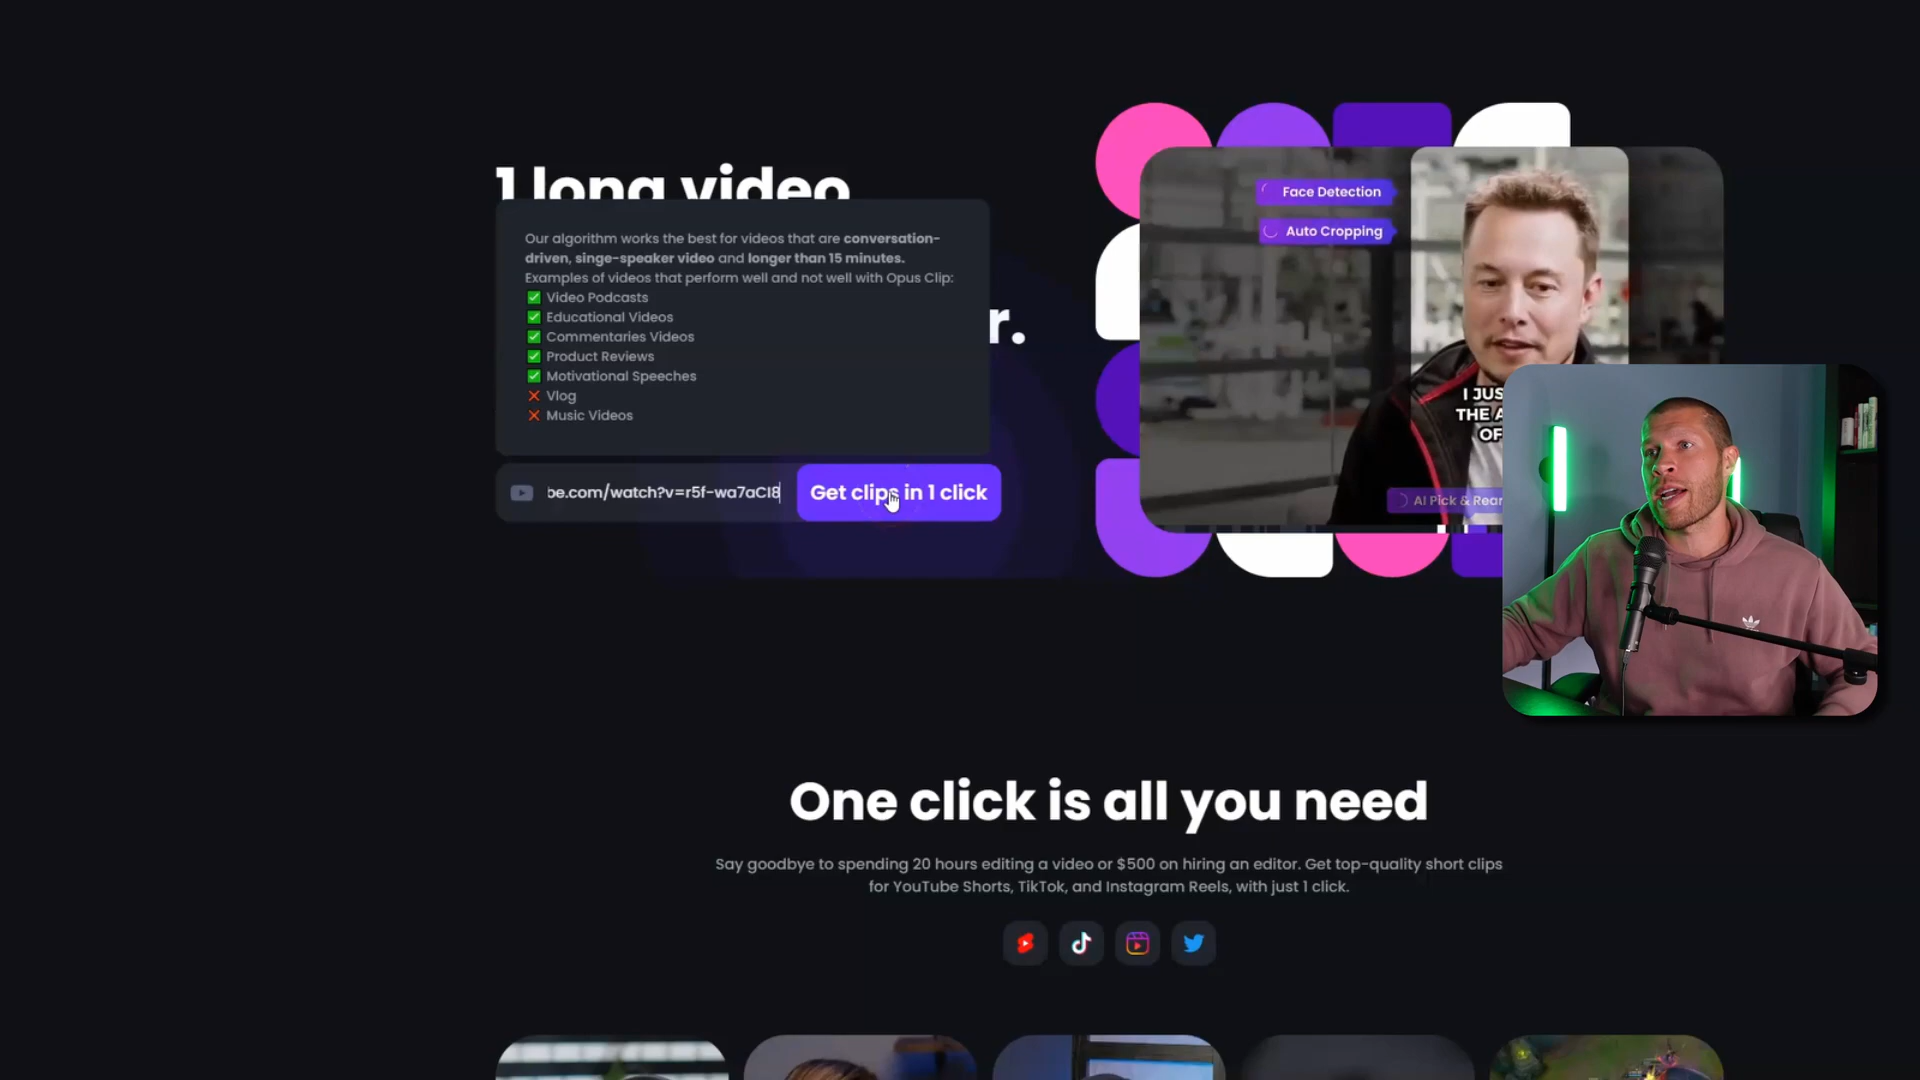 1 long video
Our algorithm works the best for videos that are conversation-
driven, singe-speaker video and longer than 15 minutes.
Examples of videos that perform well and not well with Opus Clip:
✅ Video Podcasts
✅ Educational Videos
✅ Commentaries Videos
✅ Product Reviews
✅ Motivational Speeches
❌ Vlog
❌ Music Videos
r.
be.com/watch?v=r5f-wa7aCI8
Get clips in 1 click
Face Detection
Auto Cropping
I JUS
THE A
OF
AI Pick & Rear
One click is all you need
Say goodbye to spending 20 hours editing a video or $500 on hiring an editor. Get top-quality short clips
for YouTube Shorts, TikTok, and Instagram Reels, with just 1 click.